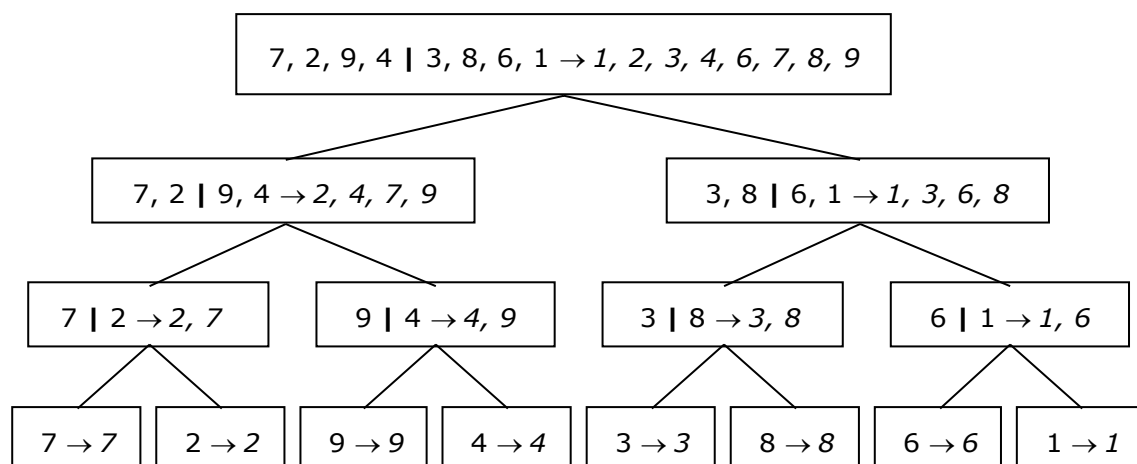 7, 2, 9, 4 | 3, 8, 6, 1 → 1, 2, 3, 4, 6, 7, 8, 9
7, 2 | 9, 4 → 2, 4, 7, 9
3, 8 | 6, 1 → 1, 3, 6, 8
7 | 2 → 2, 7
9 | 4 → 4, 9
3 | 8 → 3, 8
6 | 1 → 1, 6
7 → 7
2 → 2
9 → 9
4 → 4
3 → 3
8 → 8
6 → 6
1 → 1